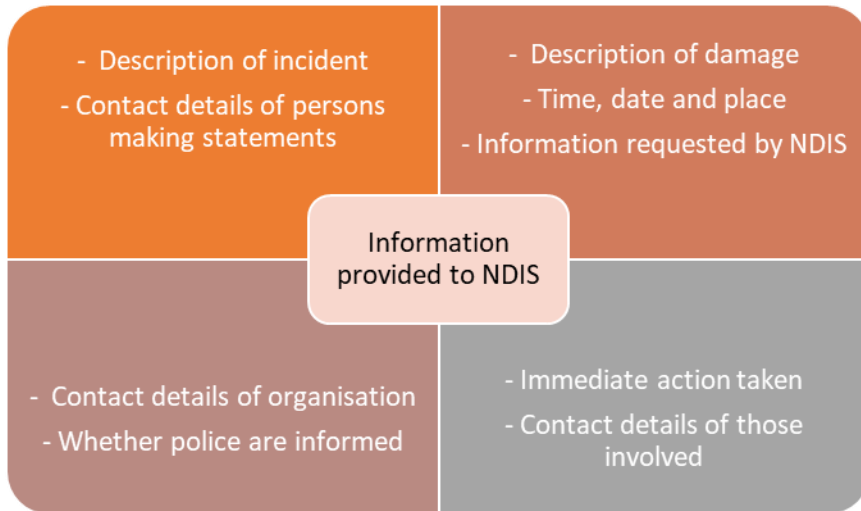 - Description of incident
- Contact details of persons
making statements
- Description of damage
- Time, date and place
- Information requested by NDIS
Information
provided to NDIS
- Contact details of organisation
- Whether police are informed
- Immediate action taken
- Contact details of those
involved